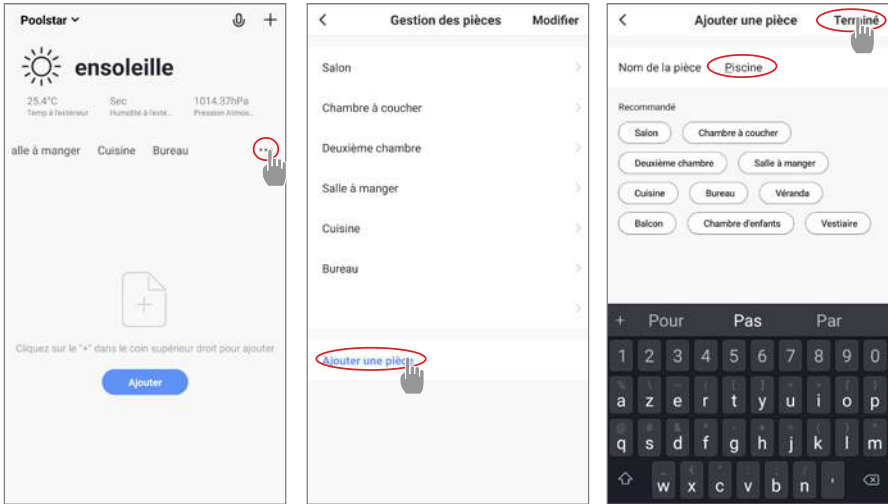 Poolstar
ensoleille
25.4°C Sec 1014.37hPa
Temp à l'extérieur Humidité à l'exté... Pression Atmos...
alle à manger Cuisine Bureau ...
Cliquez sur le "+" dans le coin supérieur droit pour ajouter
Ajouter
Gestion des pièces Modifier
Salon
Chambre à coucher
Deuxième chambre
Salle à manger
Cuisine
Bureau
Ajouter une pièce
Ajouter une pièce Terminé
Nom de la pièce Piscine
Recommandé
Salon Chambre à coucher
Deuxième chambre Salle à manger
Cuisine Bureau Véranda
Balcon Chambre d'enfants Vestiaire
+ Pour Pas Par
1 2 3 4 5 6 7 8 9 0
a z e r t y u i o p
q s d f g h j k l m
w x c v b n '